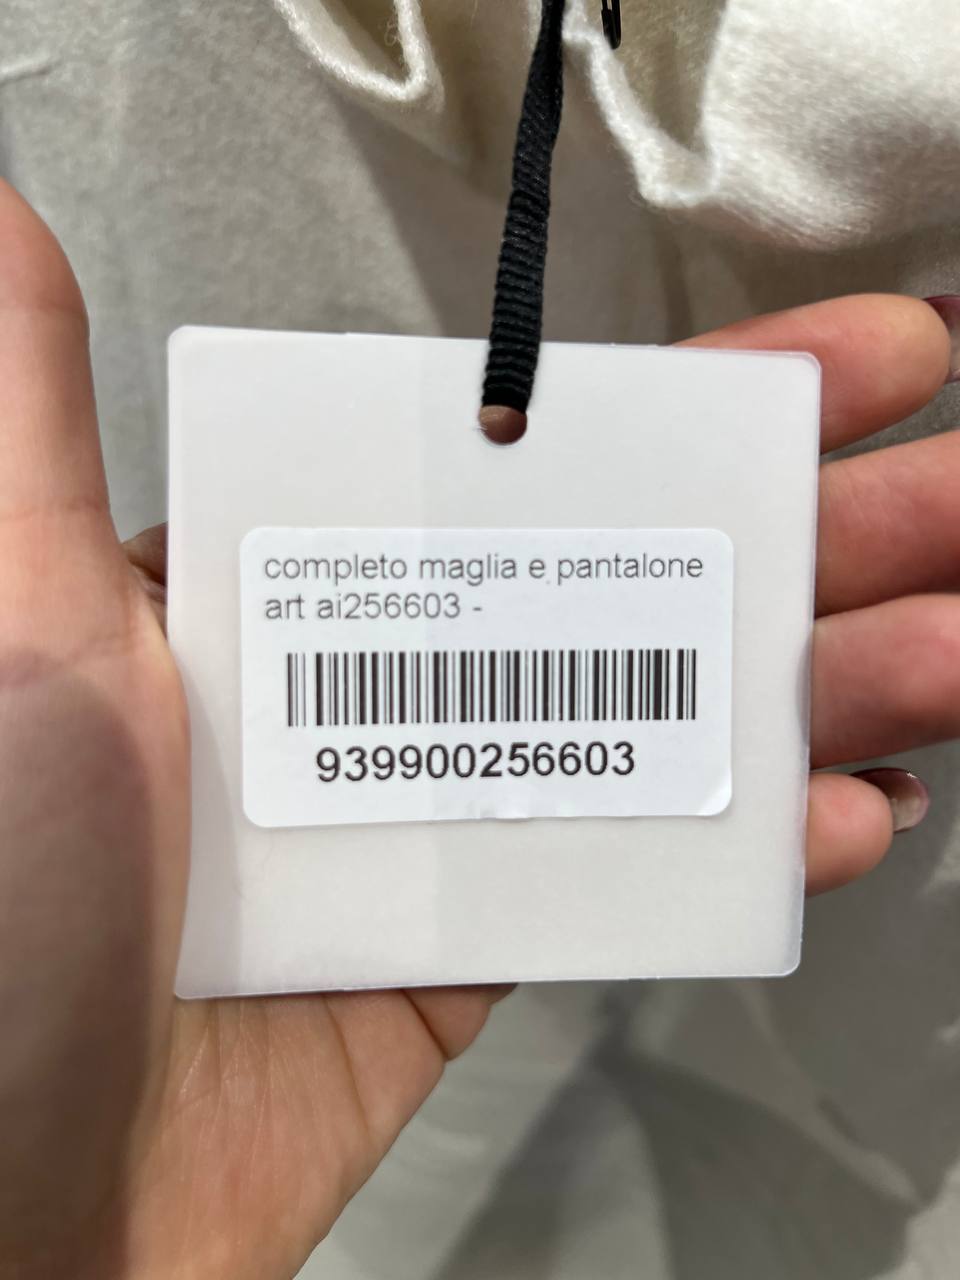 completo maglia e pantalone
art ai256603 -
939900256603